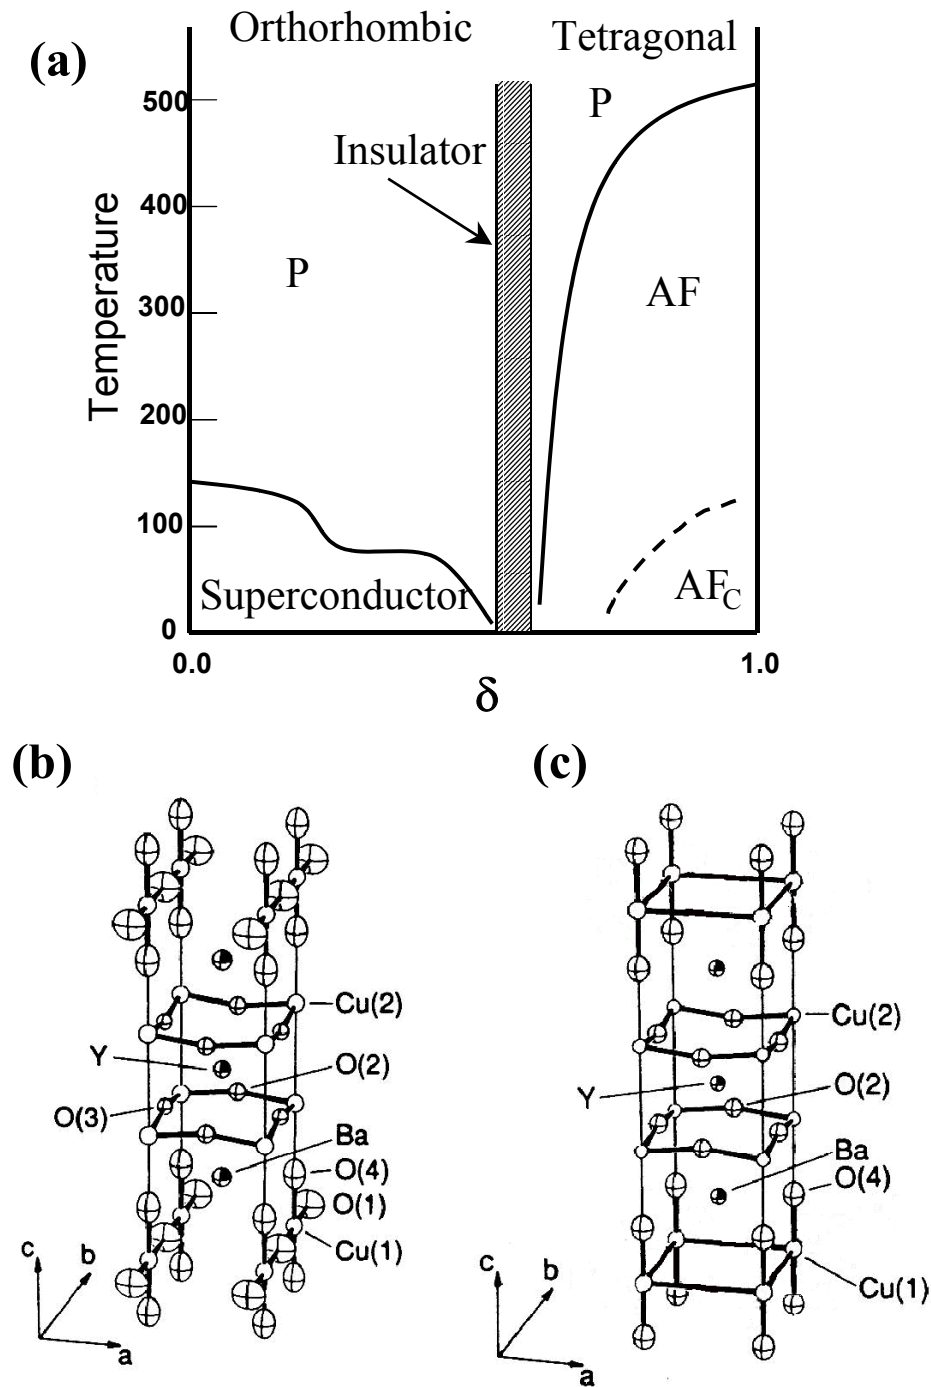 (a)
Orthorhombic
Tetragonal
P
Insulator
P
AF
AFC
Superconductor
Temperature
500
400
300
200
100
0
0.0
1.0
δ
(b)
Cu(2)
Y
O(2)
O(3)
Ba
O(4)
O(1)
Cu(1)
c
b
a
(c)
Cu(2)
Y
O(2)
Ba
O(4)
Cu(1)
c
b
a